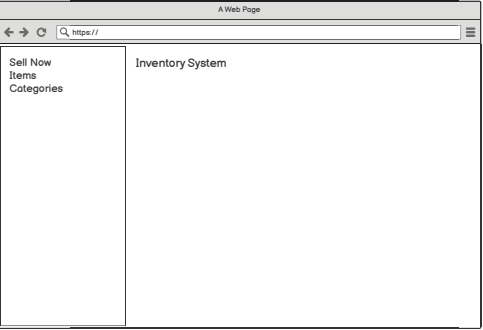 A Web Page
https://
Sell Now
Items
Categories
Inventory System